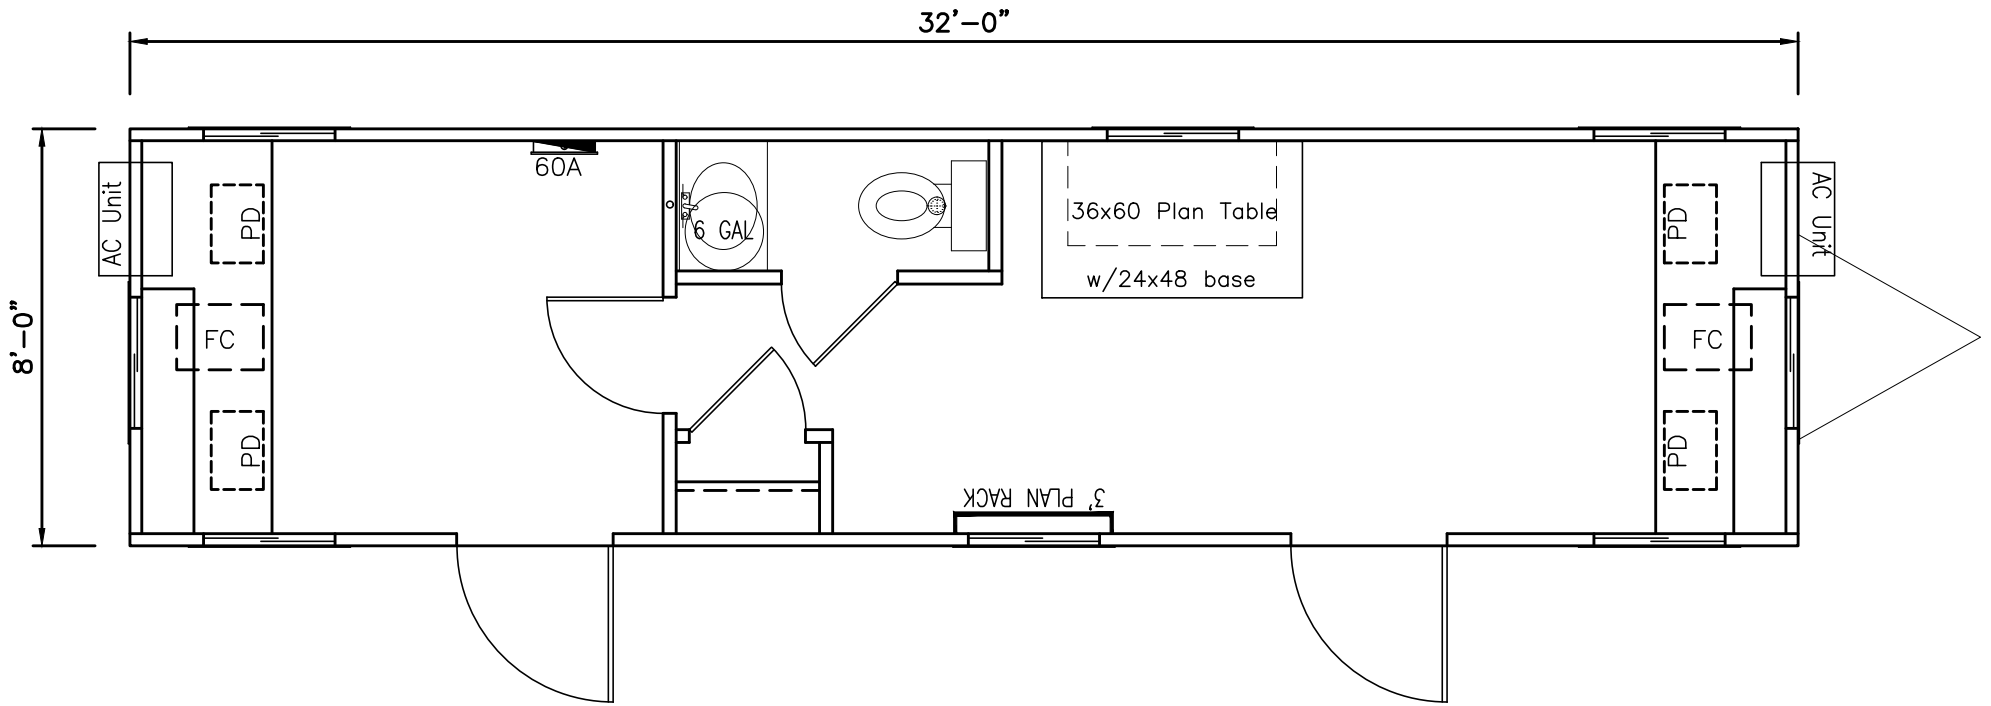 32'-0"
8'-0"
AC Unit
PD
FC
PD
60A
6 GAL
36x60 Plan Table
w/24x48 base
3' PLAN RACK
PD
FC
PD
AC Unit